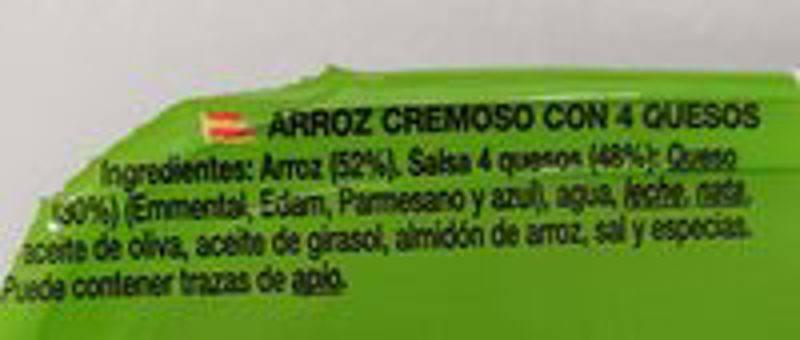 ARROZ CREMOSO CON 4 QUESOS
Ingredientes: Arroz (52%). Salsa 4 quesos (48%): Queso
(30%) (Emmental, Edam, Parmesano y azul), agua, leche, nata,
aceite de oliva, aceite de girasol, almidón de arroz, sal y especias.
Puede contener trazas de apio.